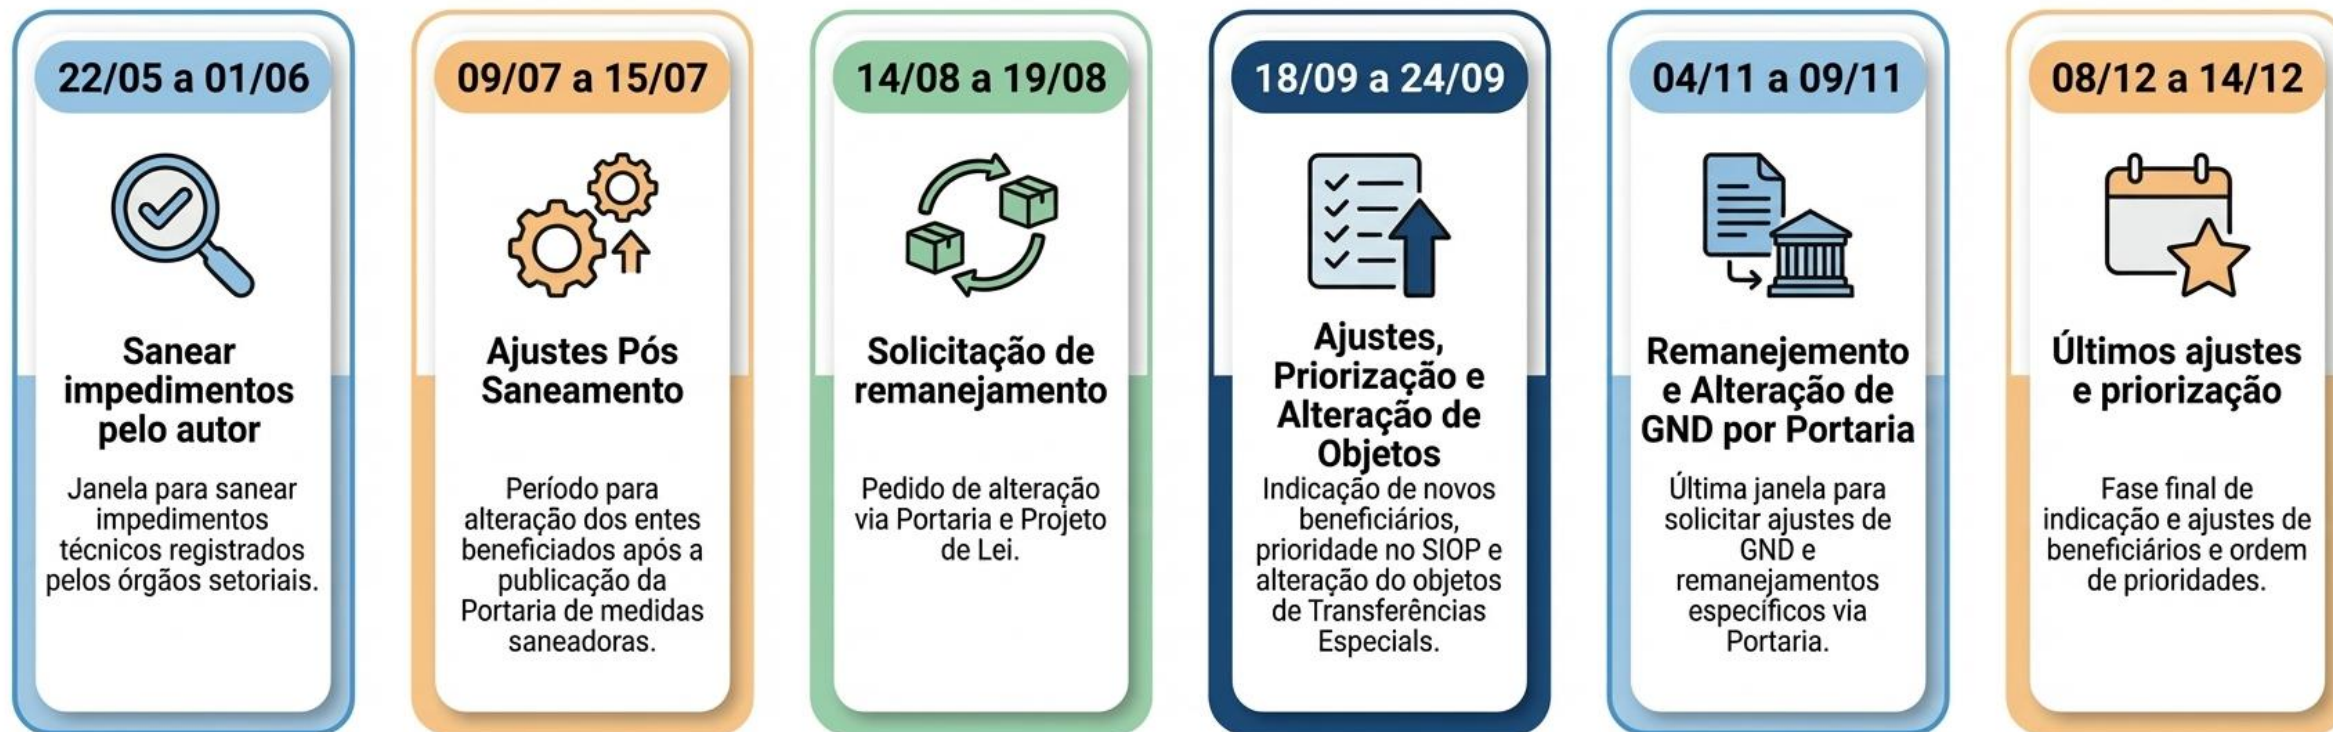 22/05 a 01/06
Sanear
impedimentos
pelo autor
Janela para sanear
impedimentos
técnicos registrados
pelos órgãos setoriais.
09/07 a 15/07
Ajustes Pós
Saneamento
Período para
alteração dos entes
beneficiados após a
publicação da
Portaria de medidas
saneadoras.
14/08 a 19/08
Solicitação de
remanejamento
Pedido de alteração
via Portaria e Projeto
de Lei.
18/09 a 24/09
Ajustes,
Priorização e
Alteração de
Objetos
Indicação de novos
beneficiários,
prioridade no SIOP e
alteração do objetos
de Transferências
Especials.
04/11 a 09/11
Remanejemento
e Alteração de
GND por Portaria
Última janela para
solicitar ajustes de
GND e
remanejamentos
específicos via
Portaria.
08/12 a 14/12
Últimos ajustes
e priorização
Fase final de
indicação e ajustes de
beneficiários e ordem
de prioridades.